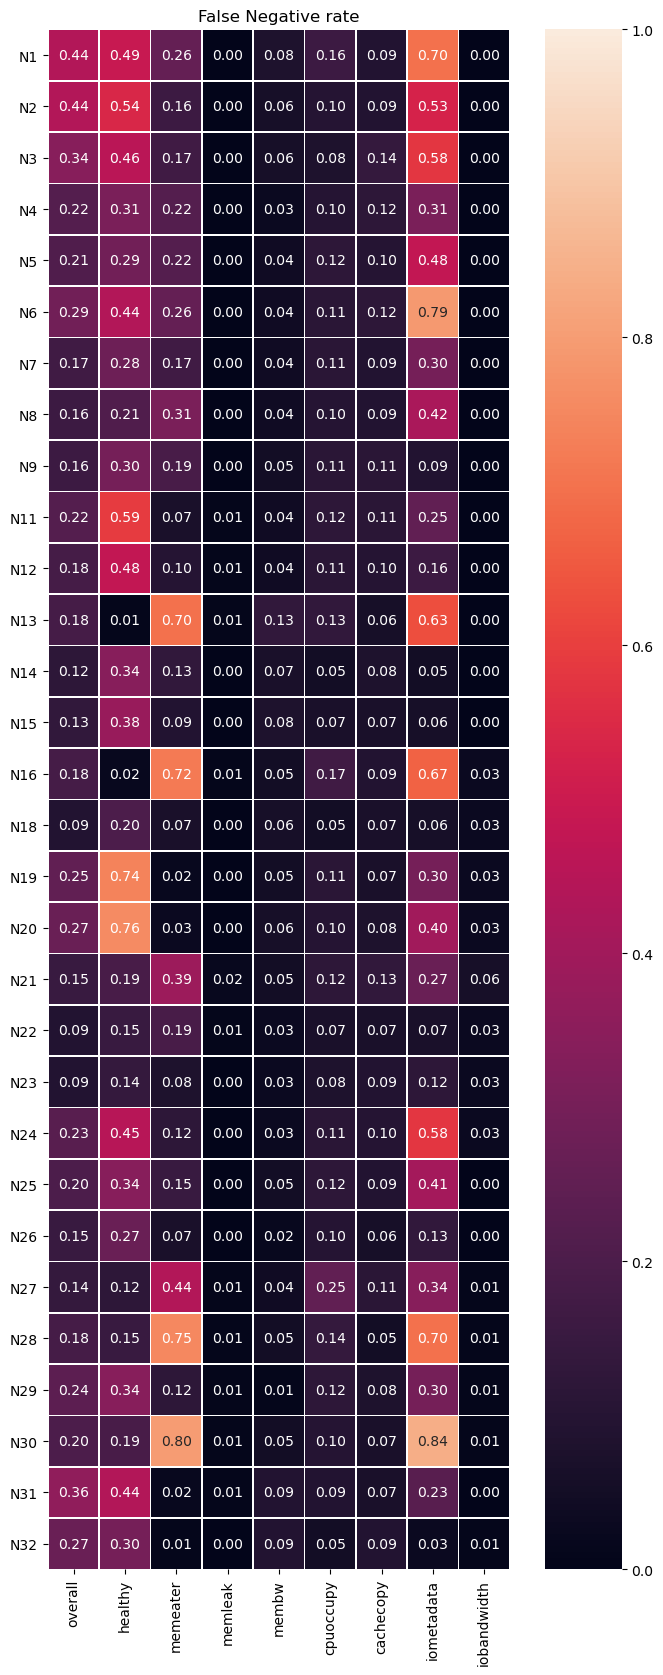 False Negative rate
N1 0.44 0.49 0.26 0.00 0.08 0.16 0.09 0.70 0.00
N2 0.44 0.54 0.16 0.00 0.06 0.10 0.09 0.53 0.00
N3 0.34 0.46 0.17 0.00 0.06 0.08 0.14 0.58 0.00
N4 0.22 0.31 0.22 0.00 0.03 0.10 0.12 0.31 0.00
N5 0.21 0.29 0.22 0.00 0.04 0.12 0.10 0.48 0.00
N6 0.29 0.44 0.26 0.00 0.04 0.11 0.12 0.79 0.00
N7 0.17 0.28 0.17 0.00 0.04 0.11 0.09 0.30 0.00
N8 0.16 0.21 0.31 0.00 0.04 0.10 0.09 0.42 0.00
N9 0.16 0.30 0.19 0.00 0.05 0.11 0.11 0.09 0.00
N11 0.22 0.59 0.07 0.01 0.04 0.12 0.11 0.25 0.00
N12 0.18 0.48 0.10 0.01 0.04 0.11 0.10 0.16 0.00
N13 0.18 0.01 0.70 0.01 0.13 0.13 0.06 0.63 0.00
N14 0.12 0.34 0.13 0.00 0.07 0.05 0.08 0.05 0.00
N15 0.13 0.38 0.09 0.00 0.08 0.07 0.07 0.06 0.00
N16 0.18 0.02 0.72 0.01 0.05 0.17 0.09 0.67 0.03
N18 0.09 0.20 0.07 0.00 0.06 0.05 0.07 0.06 0.03
N19 0.25 0.74 0.02 0.00 0.05 0.11 0.07 0.30 0.03
N20 0.27 0.76 0.03 0.00 0.06 0.10 0.08 0.40 0.03
N21 0.15 0.19 0.39 0.02 0.05 0.12 0.13 0.27 0.06
N22 0.09 0.15 0.19 0.01 0.03 0.07 0.07 0.07 0.03
N23 0.09 0.14 0.08 0.00 0.03 0.08 0.09 0.12 0.03
N24 0.23 0.45 0.12 0.00 0.03 0.11 0.10 0.58 0.03
N25 0.20 0.34 0.15 0.00 0.05 0.12 0.09 0.41 0.00
N26 0.15 0.27 0.07 0.00 0.02 0.10 0.06 0.13 0.00
N27 0.14 0.12 0.44 0.01 0.04 0.25 0.11 0.34 0.01
N28 0.18 0.15 0.75 0.01 0.05 0.14 0.05 0.70 0.01
N29 0.24 0.34 0.12 0.01 0.01 0.12 0.08 0.30 0.01
N30 0.20 0.19 0.80 0.01 0.05 0.10 0.07 0.84 0.01
N31 0.36 0.44 0.02 0.01 0.09 0.09 0.07 0.23 0.00
N32 0.27 0.30 0.01 0.00 0.09 0.05 0.09 0.03 0.01
overall healthy memeater memleak membw cpuoccupy cachecopy iometadata iobandwidth
1.0
0.8
0.6
0.4
0.2
0.0